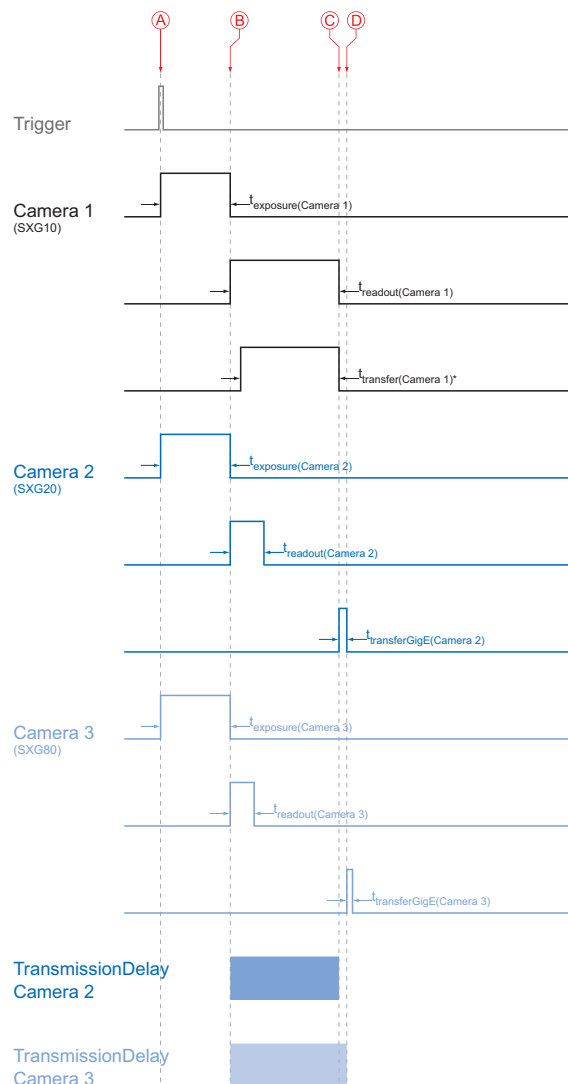 A B C D
Trigger
Camera 1
(SXG10)
texposure(Camera 1)
treadout(Camera 1)
ttransfer(Camera 1)*
Camera 2
(SXG20)
texposure(Camera 2)
treadout(Camera 2)
ttransferGigE(Camera 2)
Camera 3
(SXG80)
texposure(Camera 3)
treadout(Camera 3)
ttransferGigE(Camera 3)
TransmissionDelay
Camera 2
TransmissionDelay
Camera 3